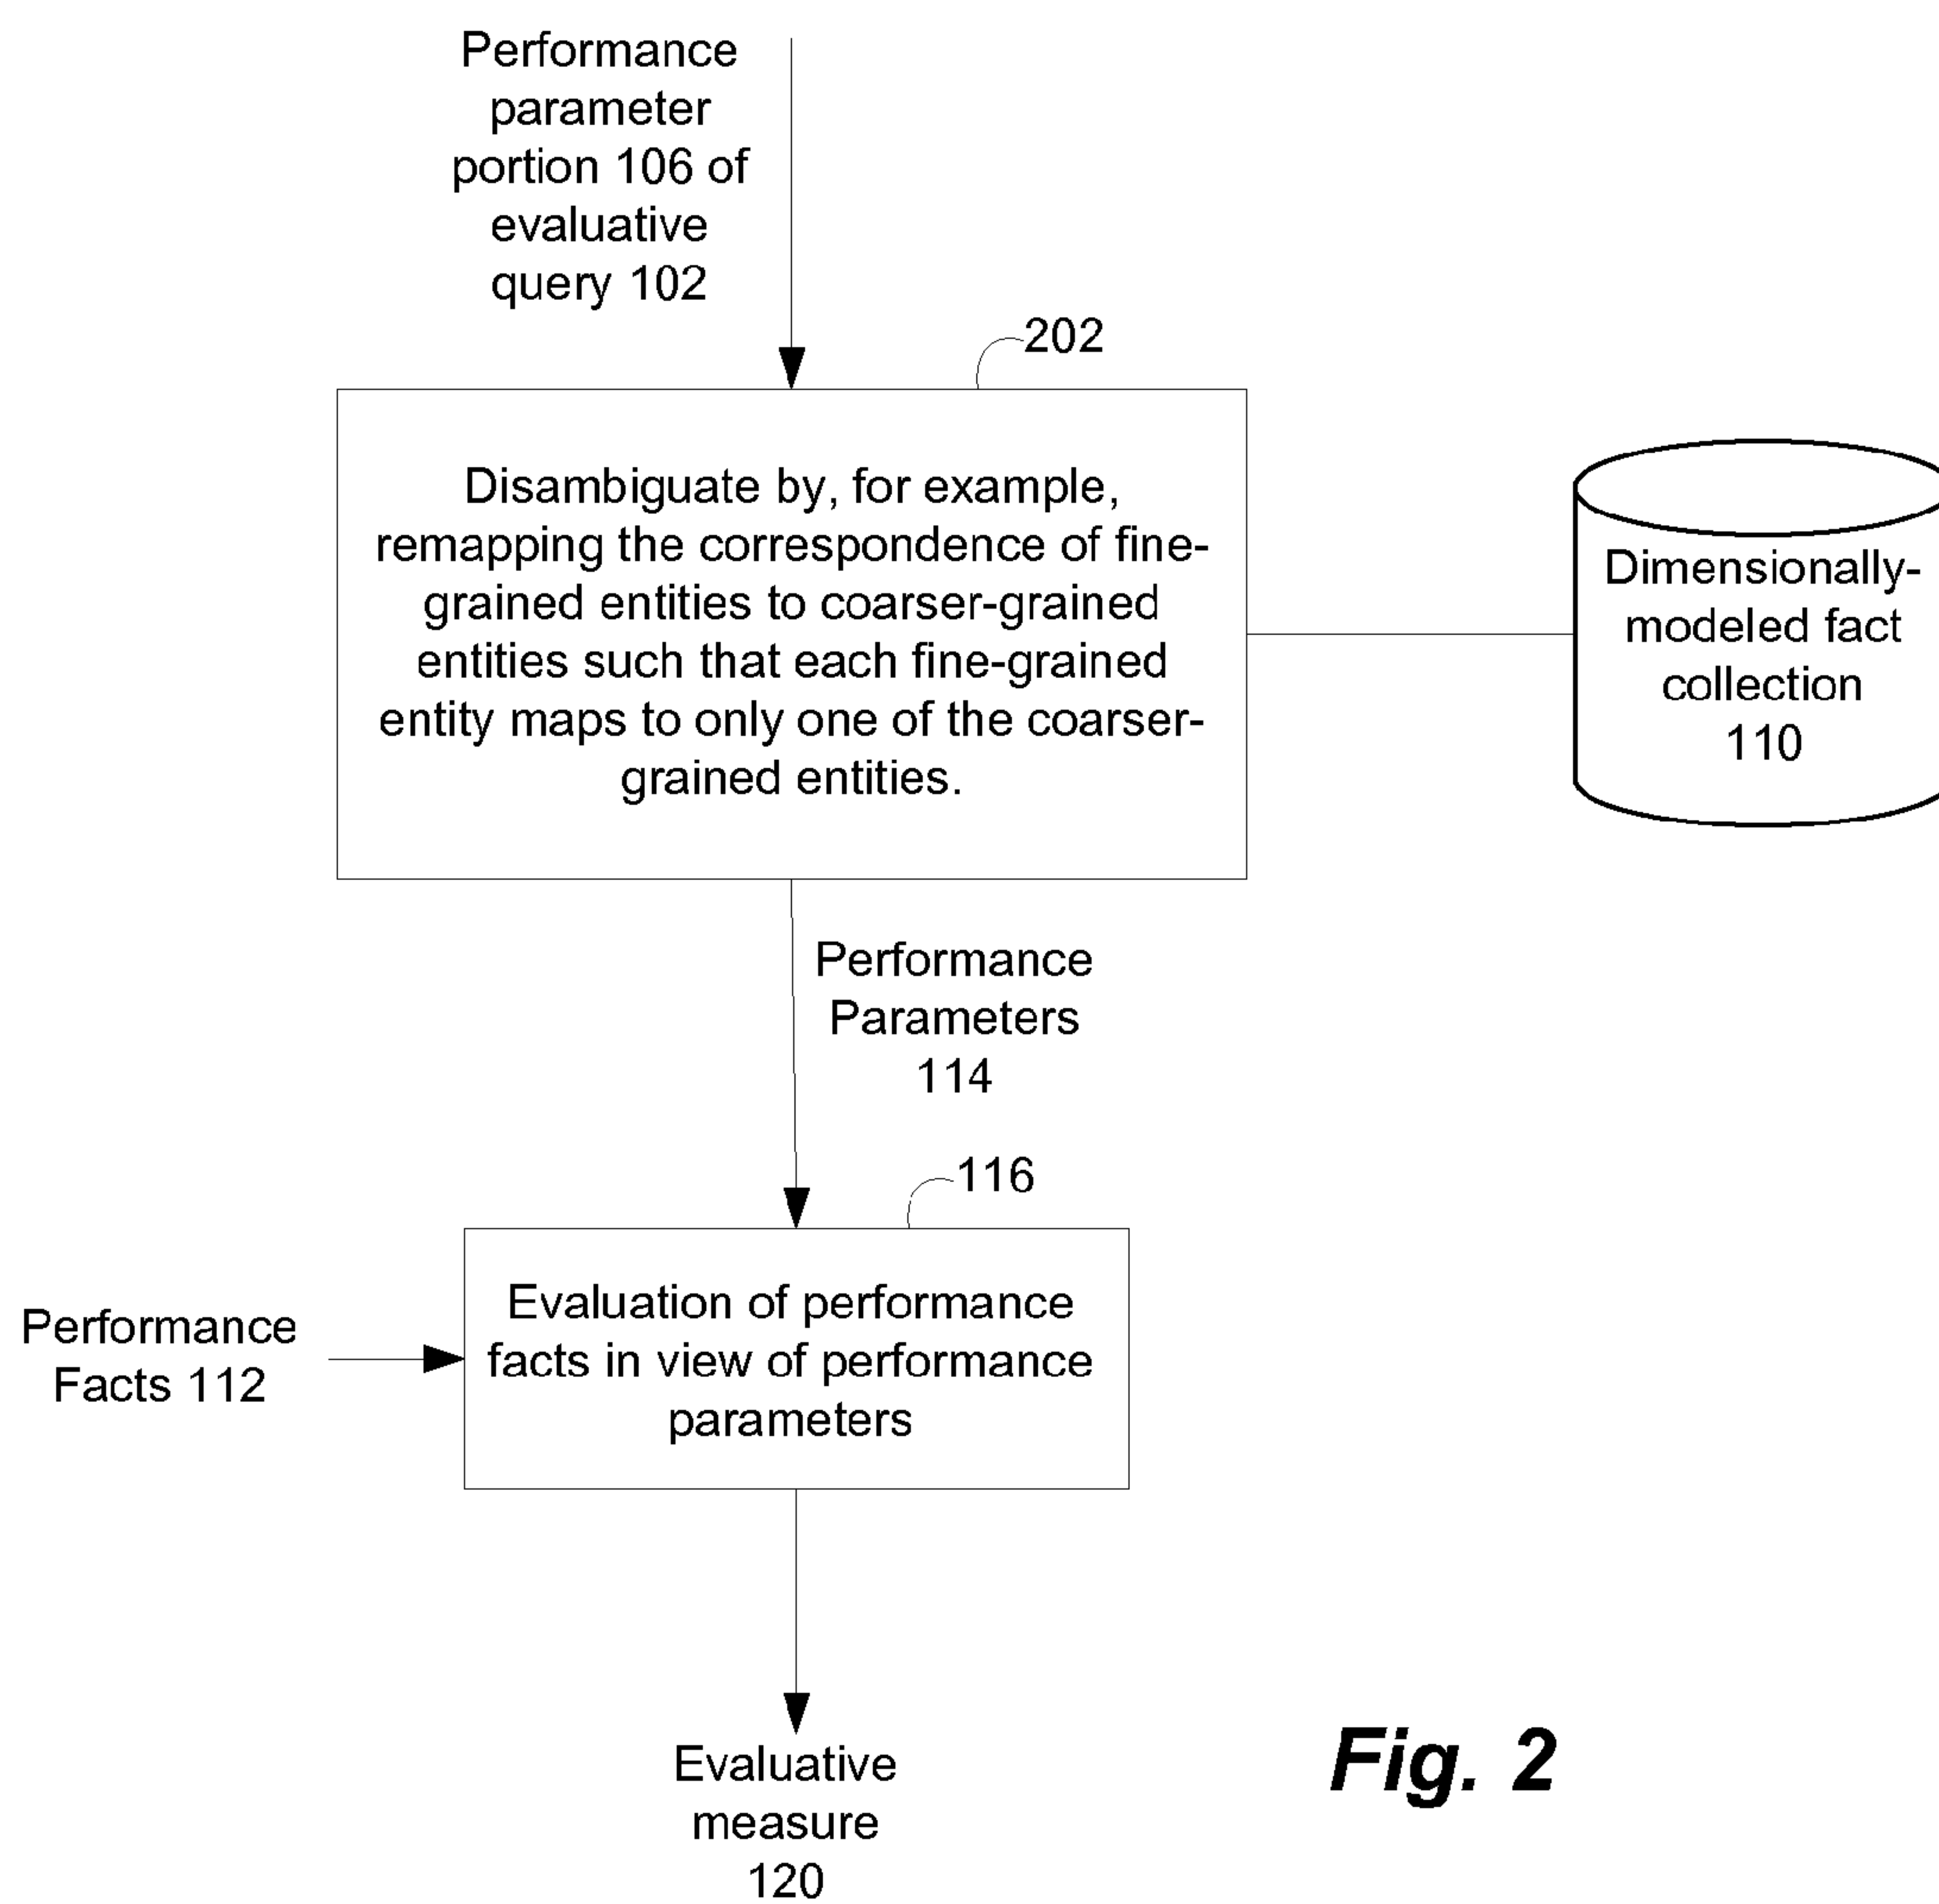 Performance
parameter
portion 106 of
evaluative
query 102
202
Disambiguate by, for example,
remapping the correspondence of fine-
grained entities to coarser-grained
entities such that each fine-grained
entity maps to only one of the coarser-
grained entities.
Dimensionally-
modeled fact
collection
110
Performance
Parameters
114
116
Evaluation of performance
facts in view of performance
parameters
Performance
Facts 112
Evaluative
measure
120
Fig. 2